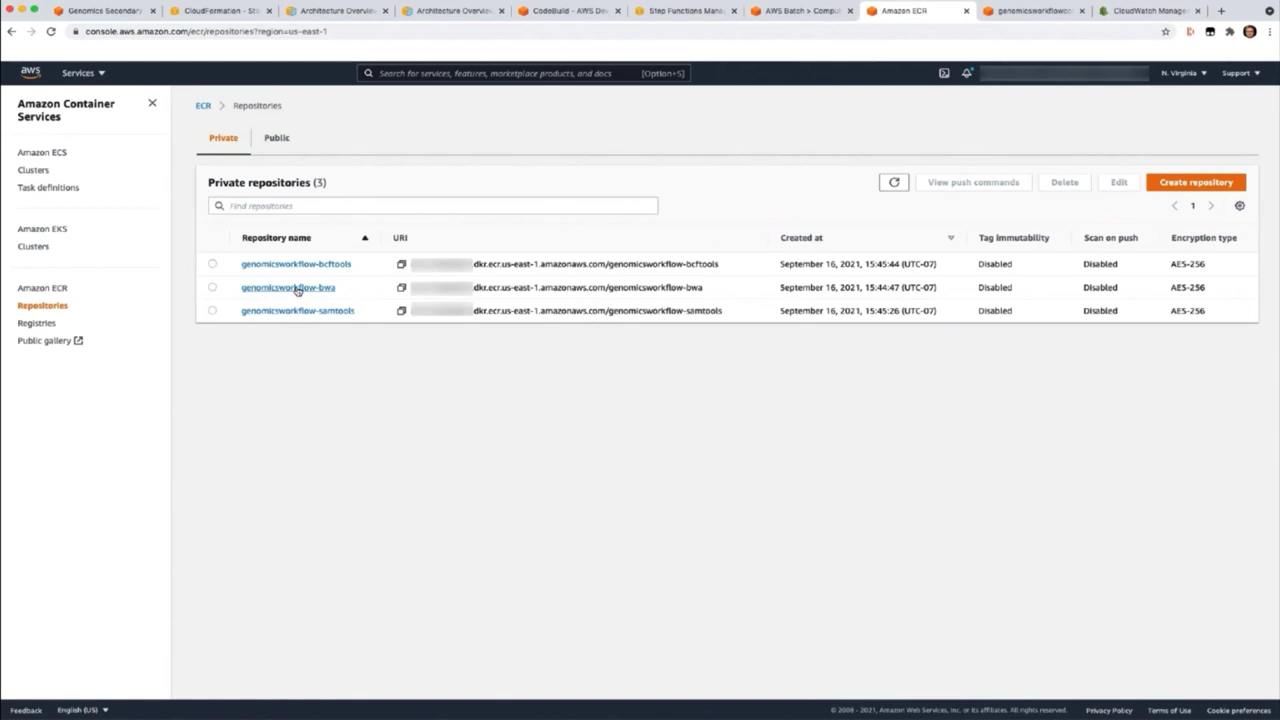 Genomics Secondary
CloudFormation - Sta
Architecture Overvie
Architecture Overvie
CodeBuild - AWS Dev
Step Functions Mana
AWS Batch > Comput
Amazon ECR
genomicsworkflowpo
CloudWatch Manage
console.aws.amazon.com/ecr/repositories?region=us-east-1
aws
Services
Search for services, features, marketplace products, and docs [Option+S]
N. Virginia
Support
Amazon Container
Services
Amazon ECS
Clusters
Task definitions
Amazon EKS
Clusters
Amazon ECR
Repositories
Registries
Public gallery
ECR > Repositories
Private
Public
Private repositories (3)
View push commands
Delete
Edit
Create repository
Find repositories
1
Repository name
URI
Created at
Tag immutability
Scan on push
Encryption type
genomicsworkflow-bcftools dkr.ecr.us-east-1.amazonaws.com/genomicsworkflow-bcftools September 16, 2021, 15:45:44 (UTC-07) Disabled Disabled AES-256
genomicsworkflow-bwa dkr.ecr.us-east-1.amazonaws.com/genomicsworkflow-bwa September 16, 2021, 15:44:47 (UTC-07) Disabled Disabled AES-256
genomicsworkflow-samtools dkr.ecr.us-east-1.amazonaws.com/genomicsworkflow-samtools September 16, 2021, 15:45:26 (UTC-07) Disabled Disabled AES-256
Feedback
English (US)
© 2008 - 2021, Amazon Web Services, Inc. or its affiliates. All rights reserved.
Privacy Policy
Terms of Use
Cookie preferences